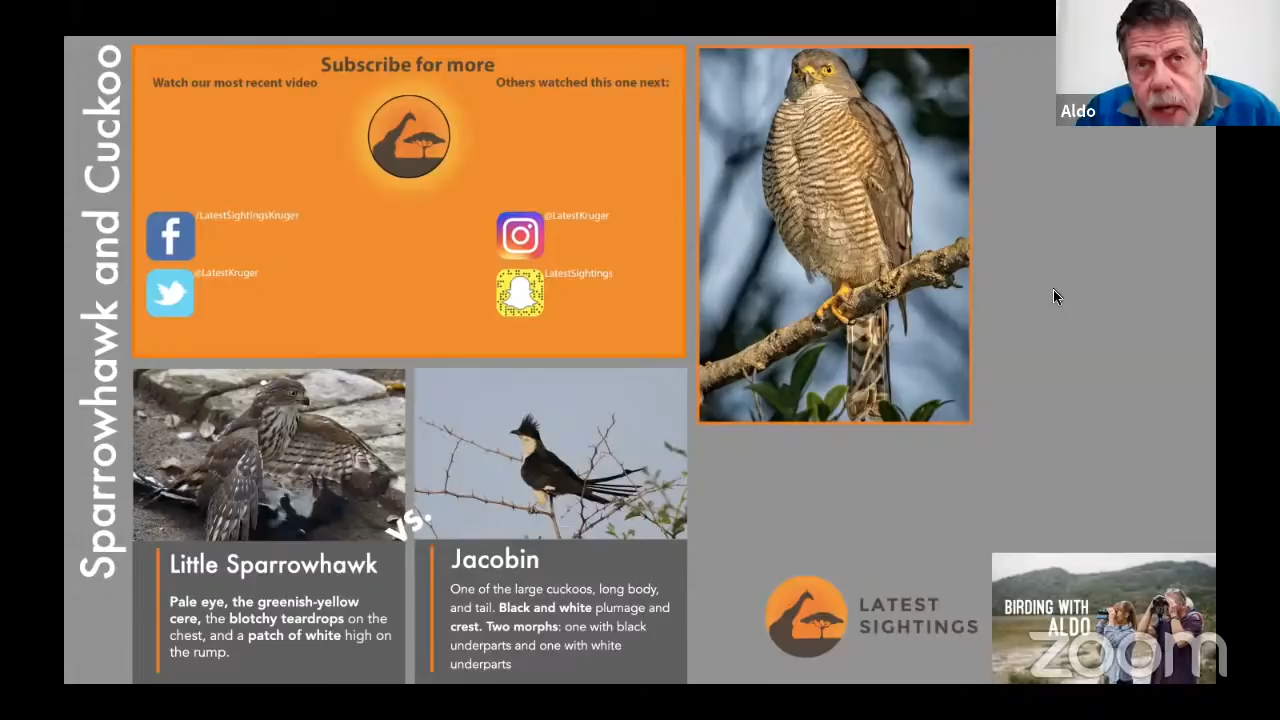 Sparrowhawk and Cuckoo
Subscribe for more
Watch our most recent video
Others watched this one next:
/LatestSightingsKruger
@LatestKruger
@LatestKruger
LatestSightings
Aldo
vs.
Little Sparrowhawk
Pale eye, the greenish-yellow
cere, the blotchy teardrops on the
chest, and a patch of white high on
the rump.
Jacobin
One of the large cuckoos, long body,
and tail. Black and white plumage and
crest. Two morphs: one with black
underparts and one with white
underparts
LATEST
SIGHTINGS
BIRDING WITH
ALDO
zoom